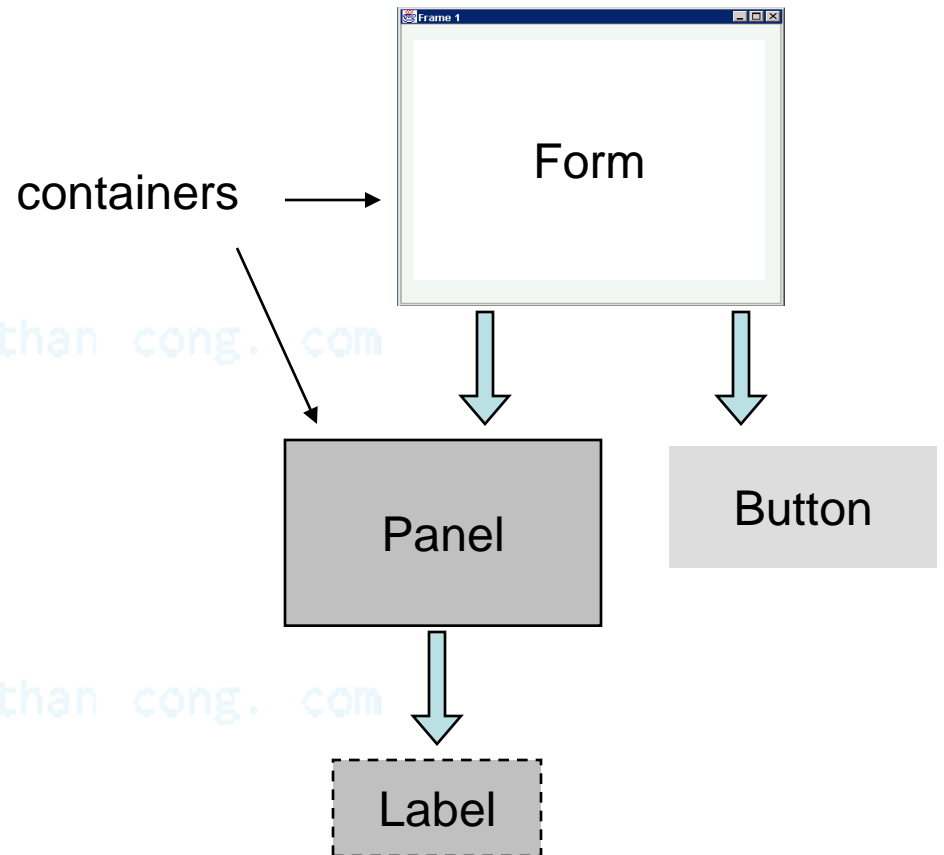 Frame 1
Form
containers
than cong. com
Panel
Button
than cong. com
Label